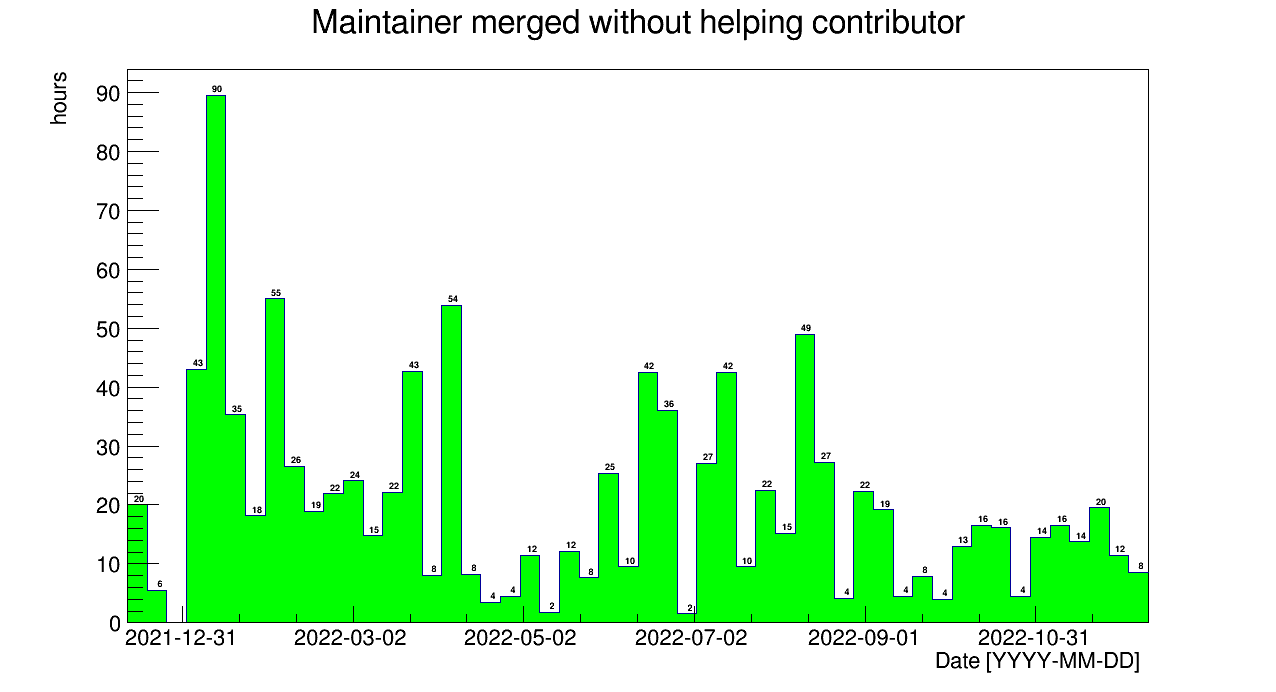 Maintainer merged without helping contributor
hours
90
80
70
60
50
40
30
20
10
0
20 6 43 90 35 18 55 26 19 22 24 15 22 43 8 54 8 4 4 12 2 12 8 25 10 42 36 2 27 42 10 22 15 49 27 4 22 19 4 8 4 13 16 16 4 14 16 14 20 12 8
2021-12-31 2022-03-02 2022-05-02 2022-07-02 2022-09-01 2022-10-31
Date [YYYY-MM-DD]